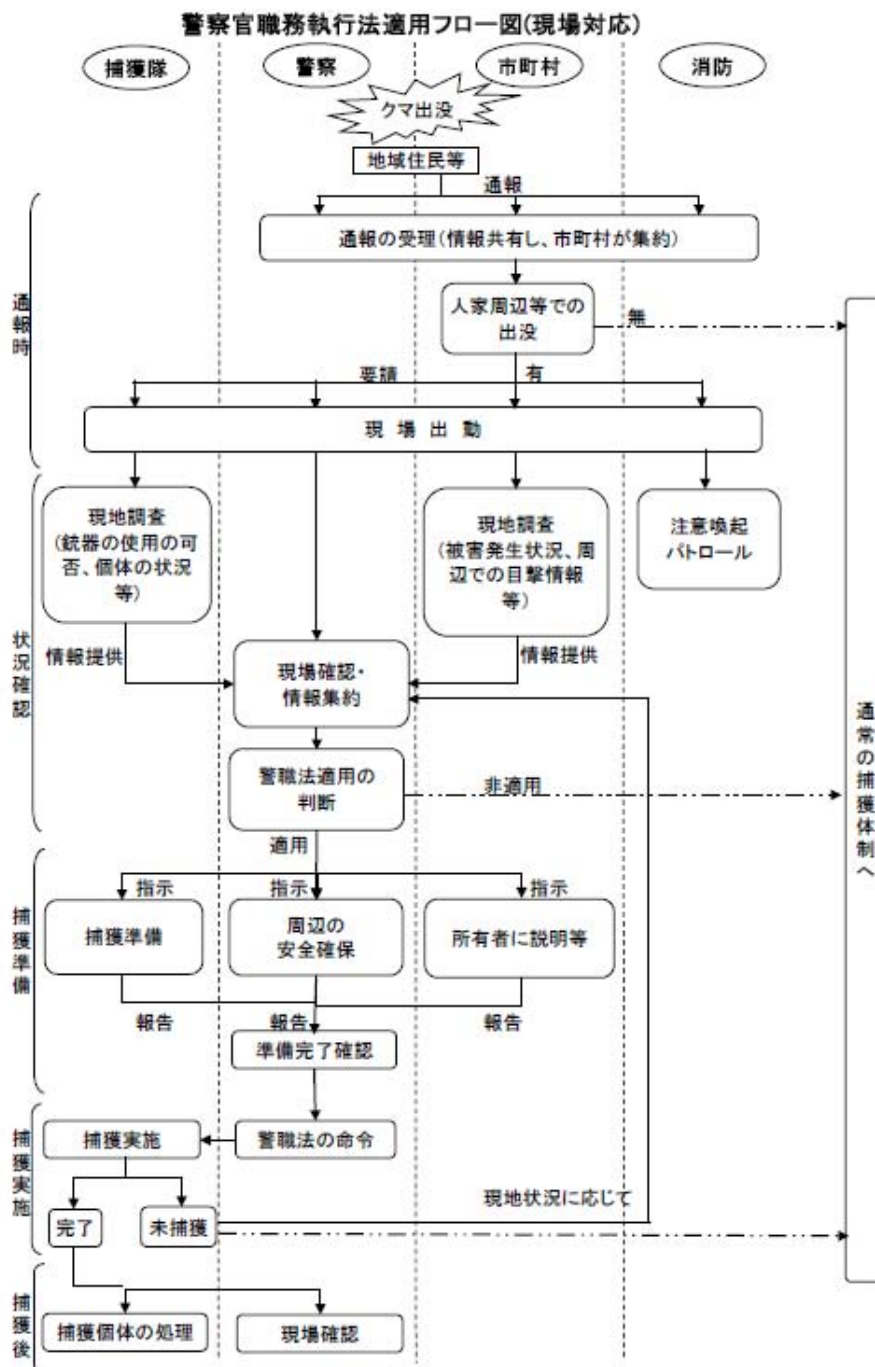 警察官職務執行法適用フロー図(現場対応)
捕獲隊
警察
市町村
消防
クマ出没
地域住民等
通報
通報の受理(情報共有し、市町村が集約)
通報時
人家周辺等での
出没
無
要請
有
現場出動
状況確認
現地調査
(銃器の使用の可
否、個体の状況
等)
現地調査
(被害発生状況、周
辺での目撃情報
等)
注意喚起
パトロール
情報提供
情報提供
現場確認・
情報集約
警職法適用の
判断
非適用
通常の捕獲体制へ
適用
捕獲準備
指示
指示
指示
捕獲準備
周辺の
安全確保
所有者に説明等
報告
報告
報告
準備完了確認
捕獲実施
捕獲実施
警職法の命令
現地状況に応じて
完了
未捕獲
捕獲後
捕獲個体の処理
現場確認